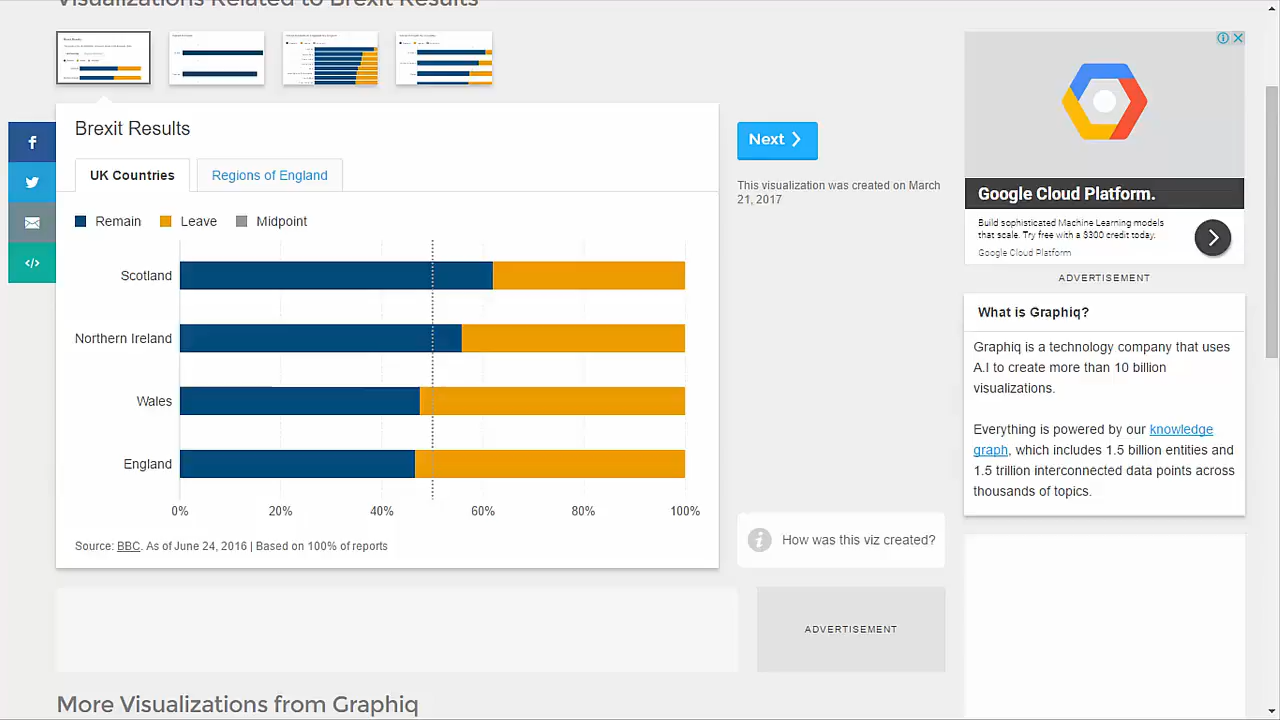 Visualizations Related to Brexit Results
Brexit Results
UK Countries
Regions of England
Remain
Leave
Midpoint
Scotland
Northern Ireland
Wales
England
0%
20%
40%
60%
80%
100%
Source: BBC. As of June 24, 2016 | Based on 100% of reports
Next
This visualization was created on March
21, 2017
How was this viz created?
ADVERTISEMENT
Google Cloud Platform.
Build sophisticated Machine Learning models
that scale. Try free with a $300 credit today.
Google Cloud Platform
ADVERTISEMENT
What is Graphiq?
Graphiq is a technology company that uses
A.I to create more than 10 billion
visualizations.
Everything is powered by our knowledge
graph, which includes 1.5 billion entities and
1.5 trillion interconnected data points across
thousands of topics.
More Visualizations from Graphiq